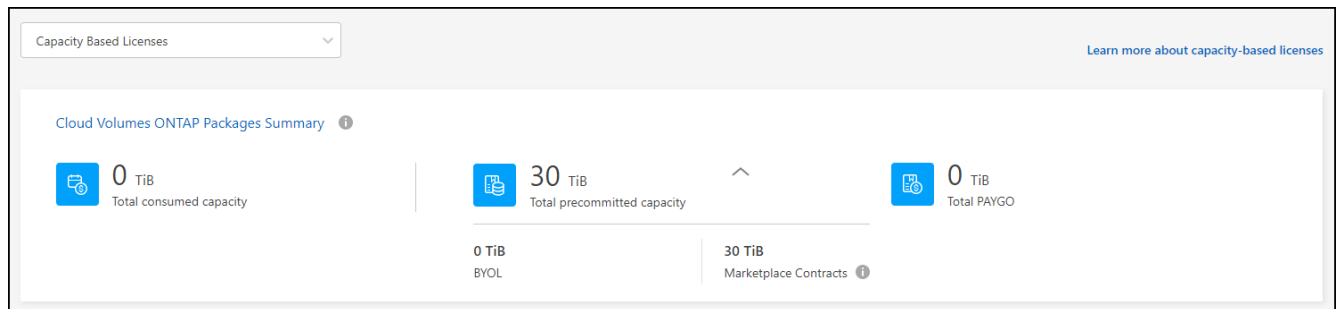 Capacity Based Licenses
Learn more about capacity-based licenses
Cloud Volumes ONTAP Packages Summary
0 TiB
Total consumed capacity
30 TiB
Total precommitted capacity
0 TiB
BYOL
30 TiB
Marketplace Contracts
0 TiB
Total PAYGO